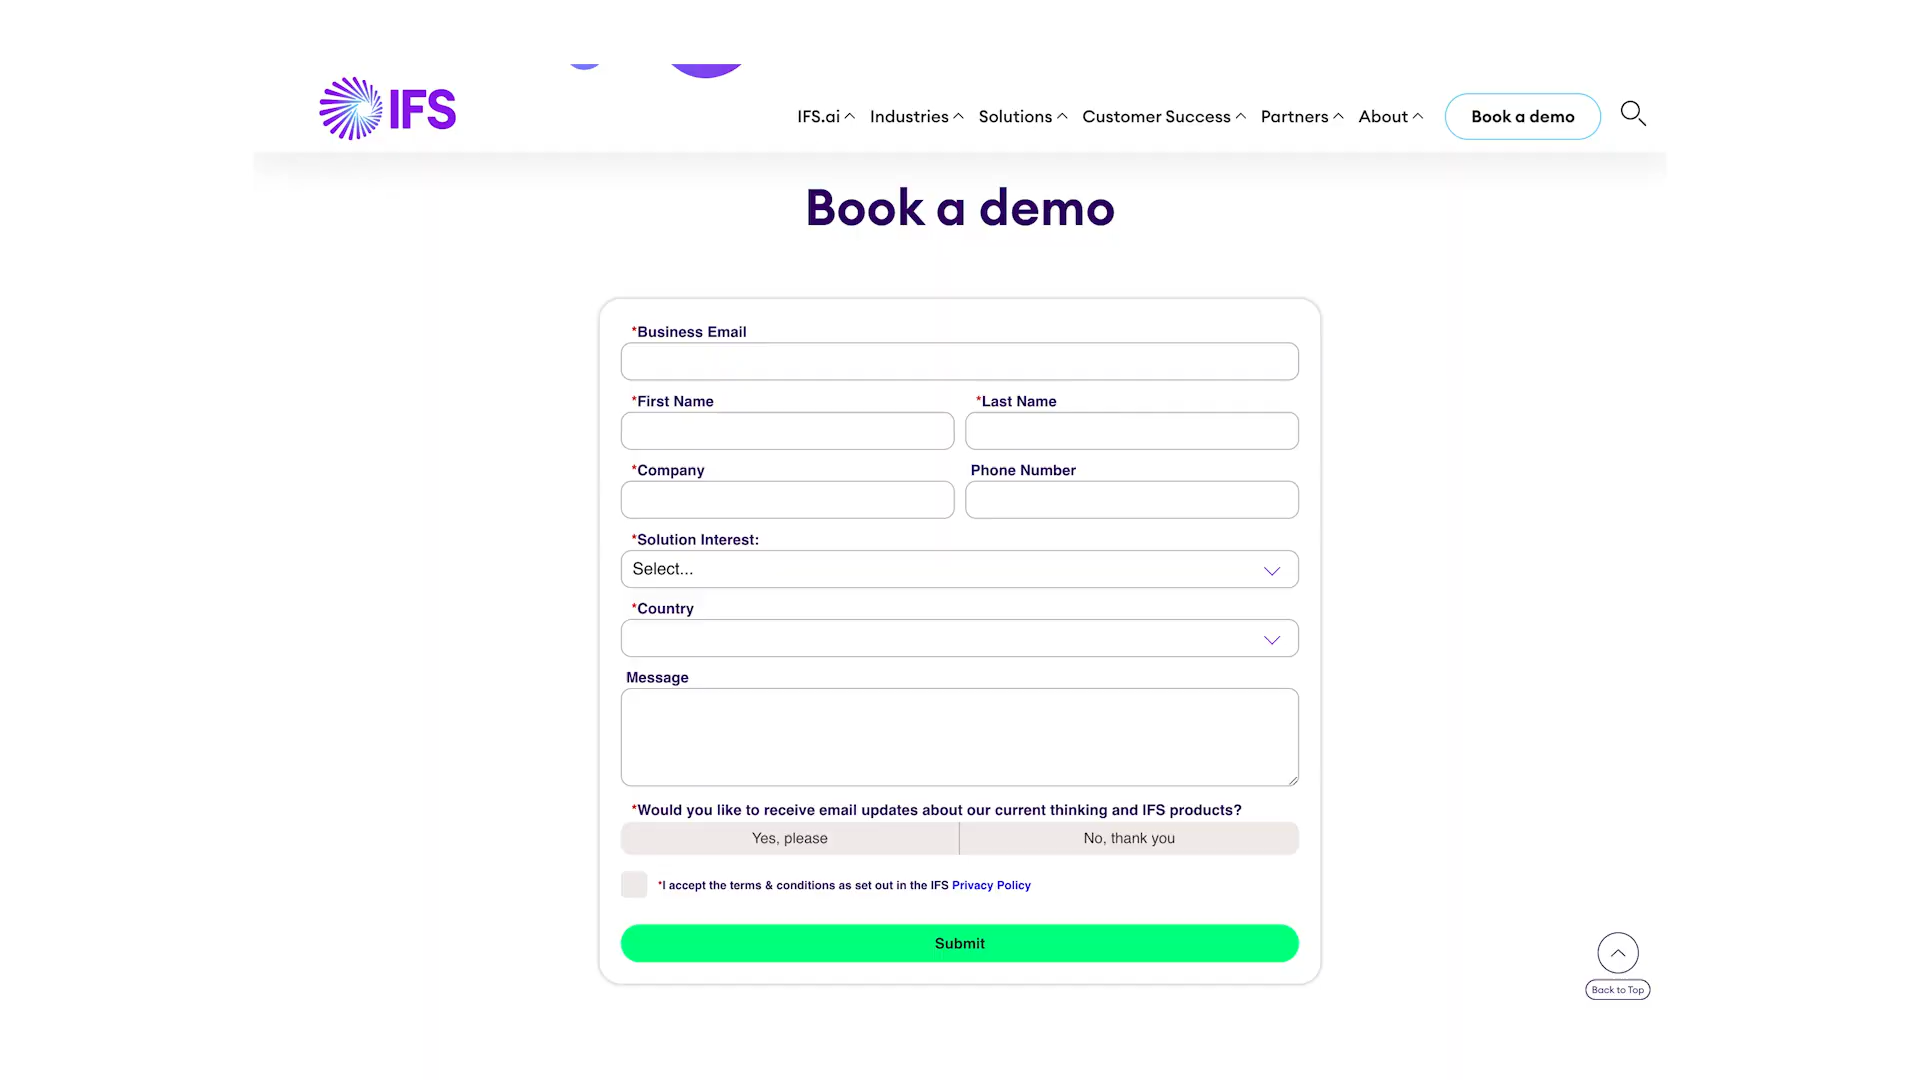 IFS
IFS.ai Industries Solutions Customer Success Partners About Book a demo
Book a demo
*Business Email
*First Name *Last Name
*Company Phone Number
*Solution Interest:
Select...
*Country
Message
*Would you like to receive email updates about our current thinking and IFS products?
Yes, please No, thank you
*I accept the terms & conditions as set out in the IFS Privacy Policy
Submit
Back to Top